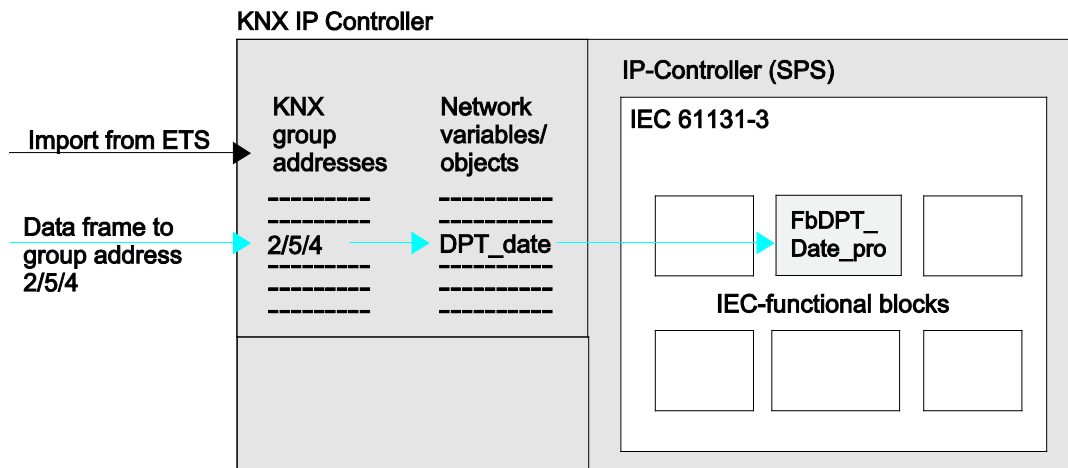 KNX IP Controller
IP-Controller (SPS)
KNX
group
addresses
Network
variables/
objects
IEC 61131-3
Import from ETS
Data frame to
group address
2/5/4
----------
----------
2/5/4
----------
----------
----------
-----------
-----------
DPT_date
-----------
-----------
-----------
FbDPT_
Date_pro
IEC-functional blocks